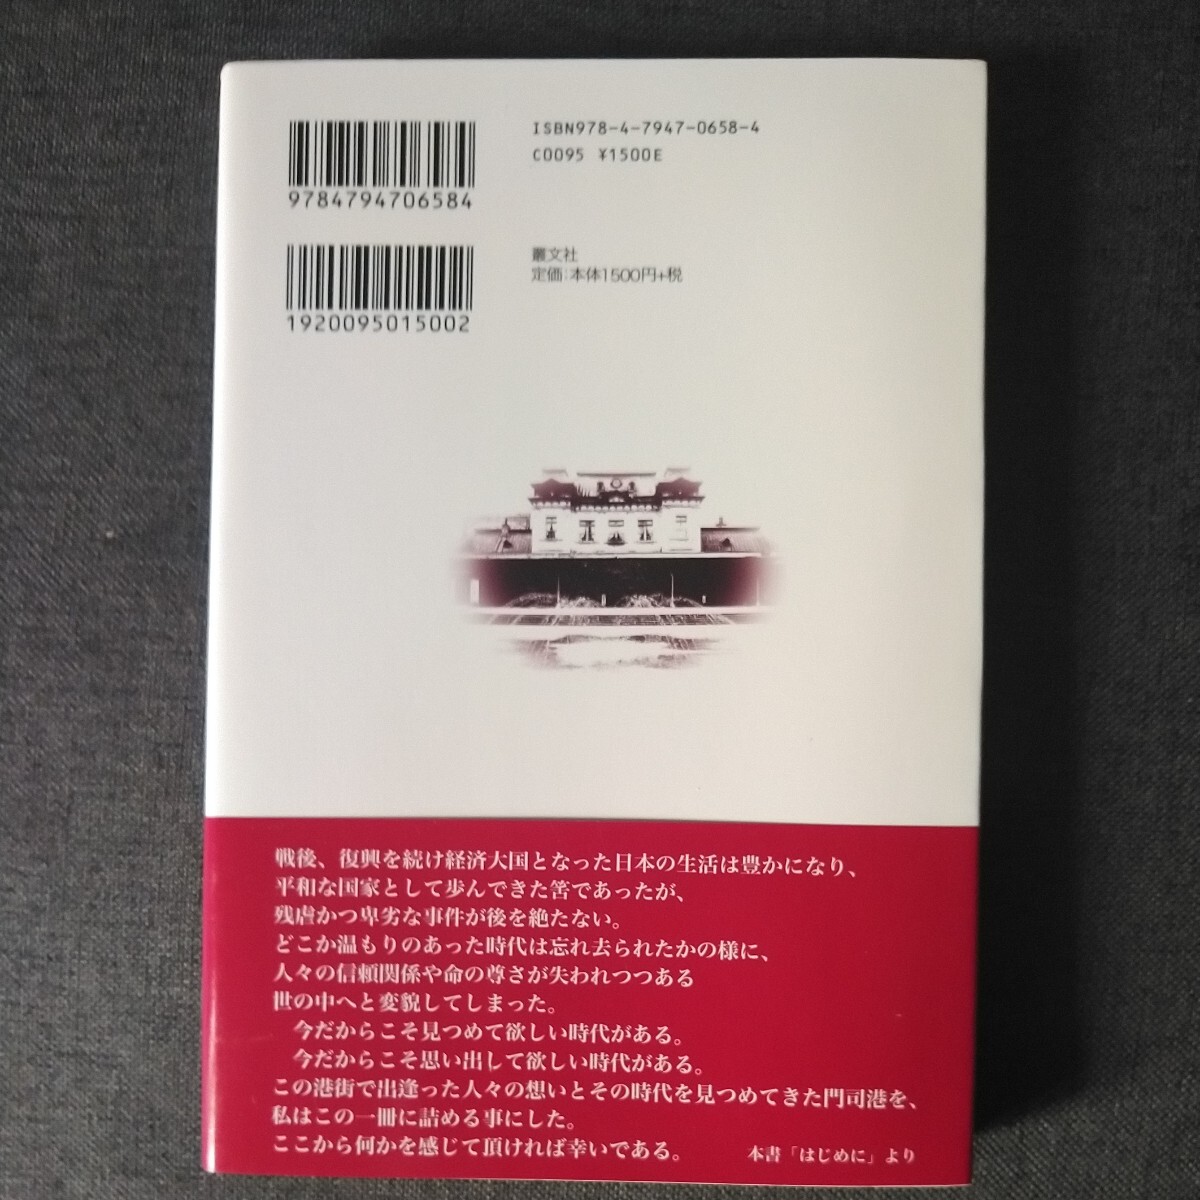 ISBN978-4-7947-0658-4
C0095 ¥1500E
9784794706584
叢文社
定価:本体1500円+税
1920095015002
戦後、復興を続け経済大国となった日本の生活は豊かになり、
平和な国家として歩んできた筈であったが、
残虐かつ卑劣な事件が後を絶たない。
どこか温もりのあった時代は忘れ去られたかの様に、
人々の信頼関係や命の尊さが失われつつある
世の中へと変貌してしまった。
今だからこそ見つめて欲しい時代がある。
今だからこそ思い出して欲しい時代がある。
この港街で出逢った人々の想いとその時代を見つめてきた門司港を、
私はこの一冊に詰める事にした。
ここから何かを感じて頂ければ幸いである。
本書「はじめに」より